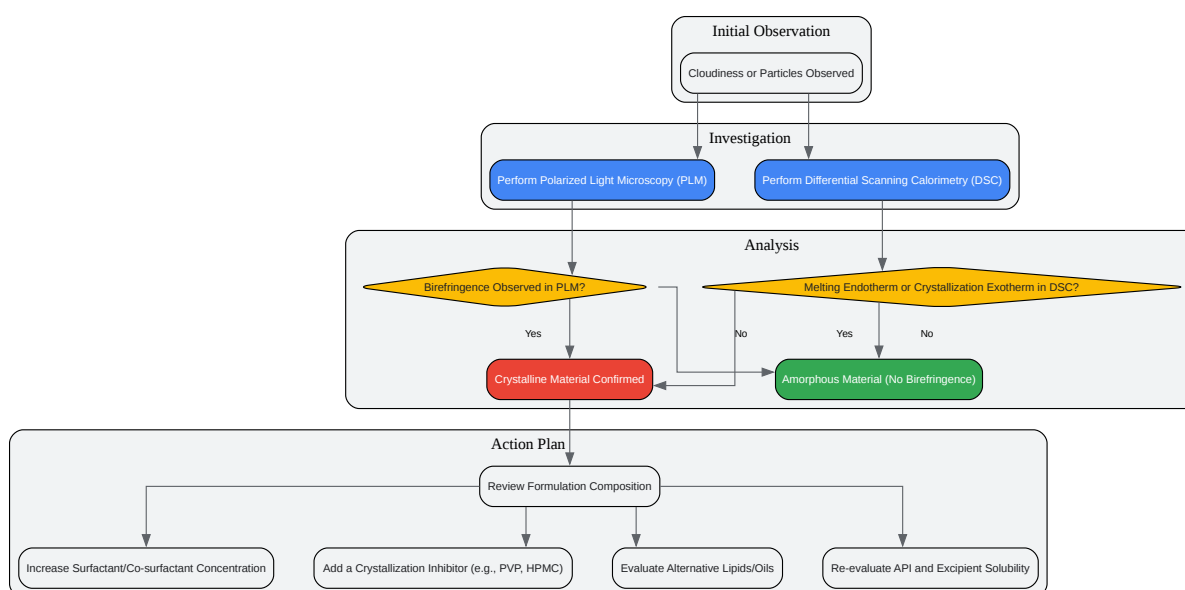 Initial Observation
Cloudiness or Particles Observed
Investigation
Perform Polarized Light Microscopy (PLM)
Perform Differential Scanning Calorimetry (DSC)
Analysis
Birefringence Observed in PLM?
Melting Endotherm or Crystallization Exotherm in DSC?
Yes
No
Yes
No
Crystalline Material Confirmed
Amorphous Material (No Birefringence)
Action Plan
Review Formulation Composition
Increase Surfactant/Co-surfactant Concentration
Add a Crystallization Inhibitor (e.g., PVP, HPMC)
Evaluate Alternative Lipids/Oils
Re-evaluate API and Excipient Solubility